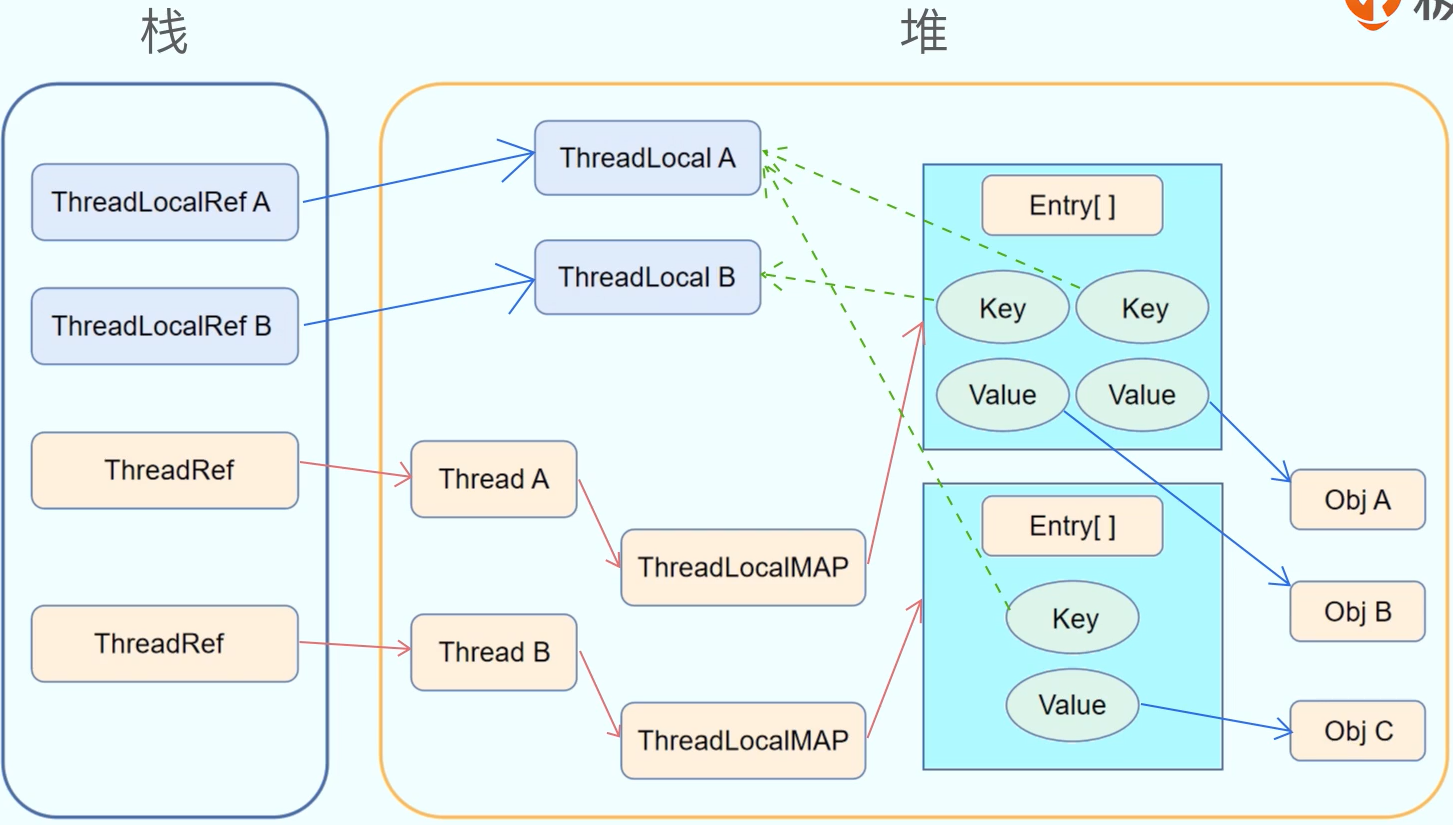 栈
堆
ThreadLocalRef A
ThreadLocalRef B
ThreadRef
ThreadRef
ThreadLocal A
ThreadLocal B
Thread A
ThreadLocalMAP
Thread B
ThreadLocalMAP
Entry[ ]
Key Key
Value Value
Entry[ ]
Key
Value
Obj A
Obj B
Obj C